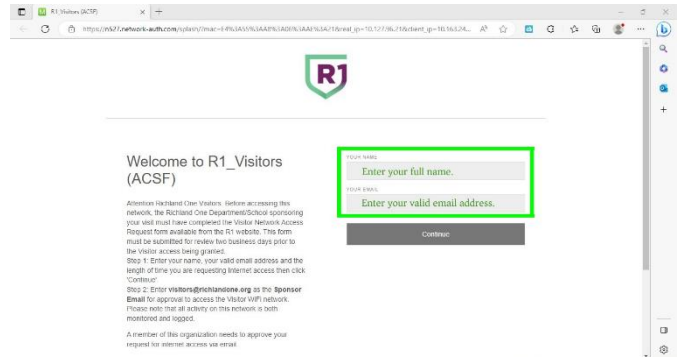 R1_Visitors (ACSF)
R1
Welcome to R1_Visitors
(ACSF)
Attention Richland One Visitors. Before accessing this
network, the Richland One Department/School sponsoring
your visit must have completed the Visitor Network Access
Request form available from the R1 website. This form
must be submitted for review two business days prior to
the Visitor access being granted.
Step 1: Enter your name, your valid email address and the
length of time you are requesting Internet access then click
'Continue'
Step 2: Enter visitors@richlandone.org as the Sponsor
Email for approval to access the Visitor WiFi network.
Please note that all activity on this network is both
monitored and logged.
A member of this organization needs to approve your
request for internet access via email
YOUR NAME
Enter your full name.
YOUR EMAIL
Enter your valid email address.
Continue